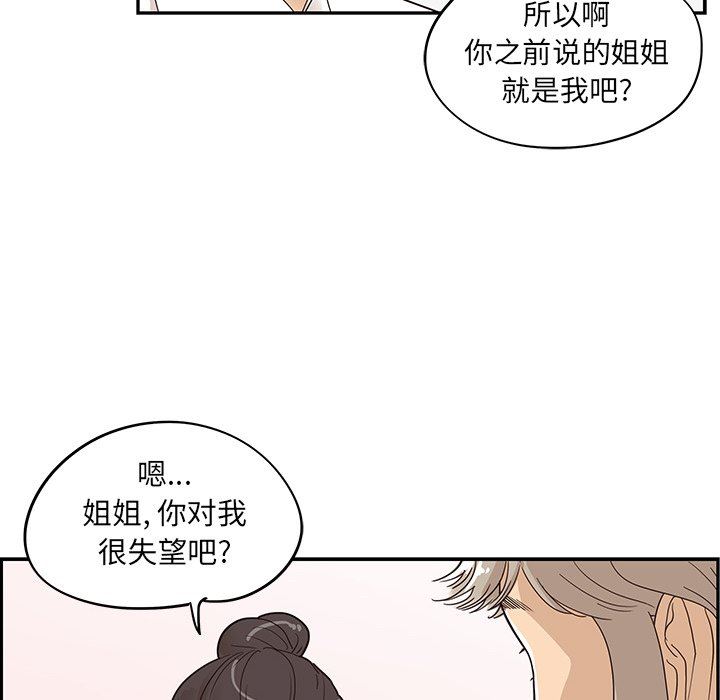 所以啊
你之前说的姐姐
就是我吧?
嗯...
姐姐, 你对我
很失望吧?